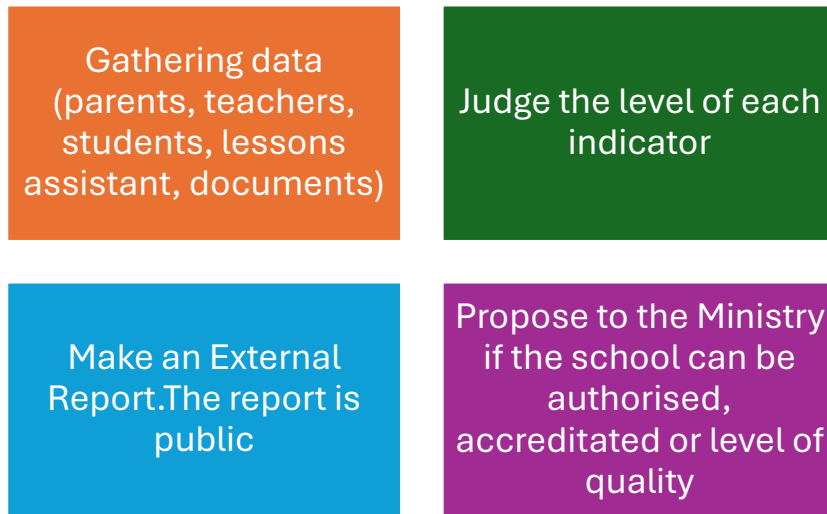 Gathering data
(parents, teachers,
students, lessons
assistant, documents)
Judge the level of each
indicator
Make an External
Report.The report is
public
Propose to the Ministry
if the school can be
authorised,
accreditated or level of
quality